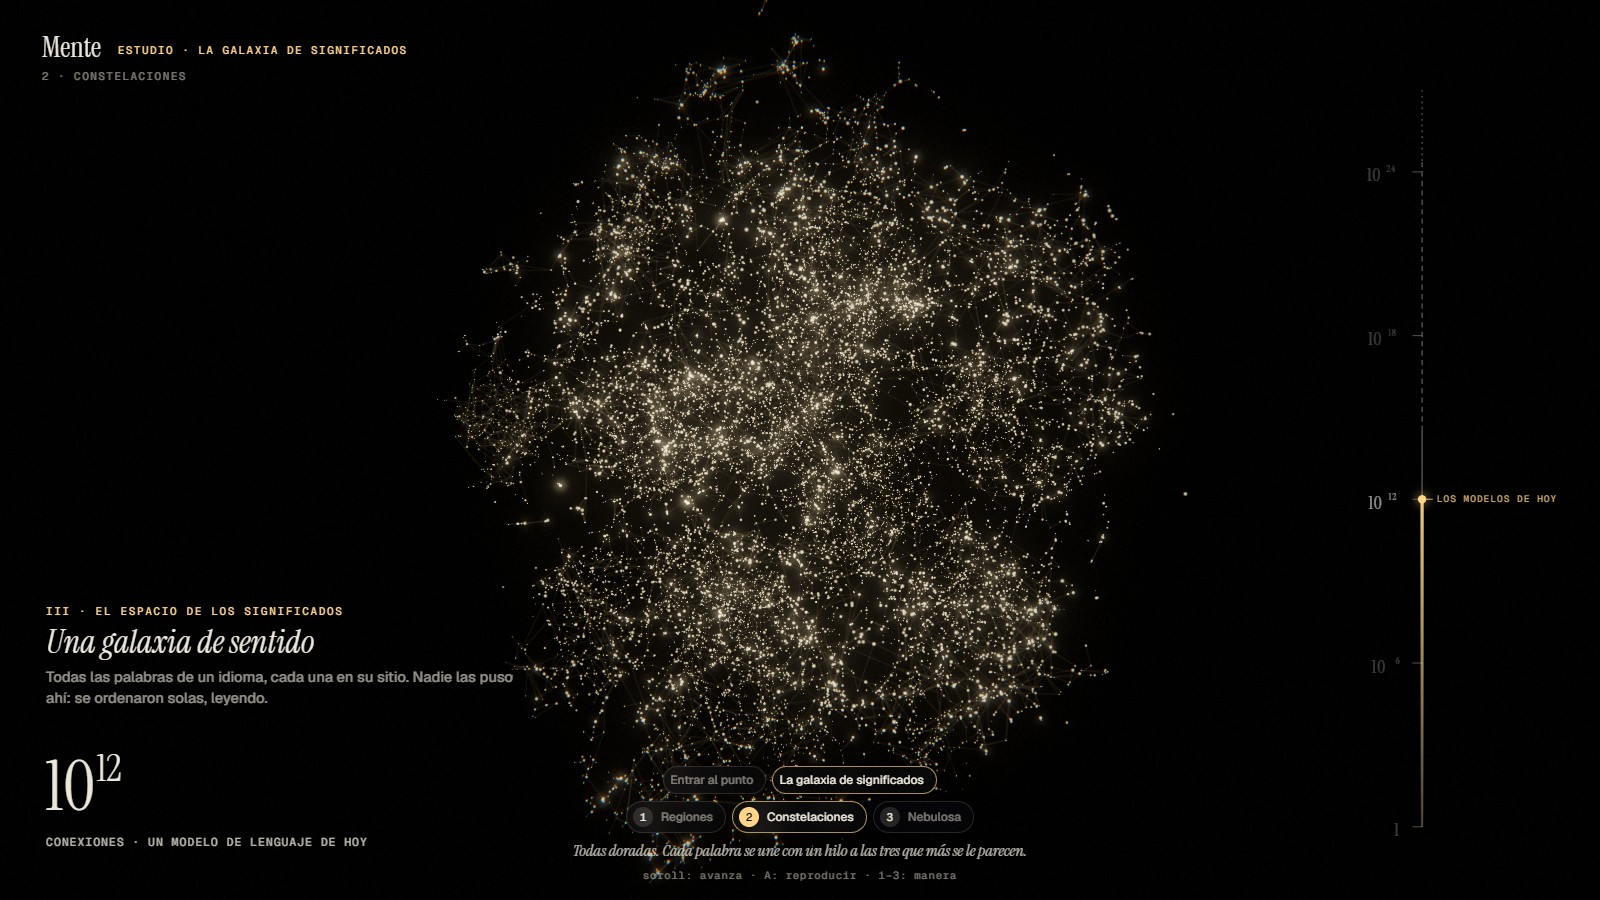 Mente ESTUDIO · LA GALAXIA DE SIGNIFICADOS
2 · CONSTELACIONES
10 24
10 18
10 12 LOS MODELOS DE HOY
10 6
1
III · EL ESPACIO DE LOS SIGNIFICADOS
Una galaxia de sentido
Todas las palabras de un idioma, cada una en su sitio. Nadie las puso
ahí: se ordenaron solas, leyendo.
10 12
CONEXIONES · UN MODELO DE LENGUAJE DE HOY
Entrar al punto La galaxia de significados
1 Regiones 2 Constelaciones 3 Nebulosa
Todas doradas. Cada palabra se une con un hilo a las tres que más se le parecen.
scroll: avanza · A: reproducir · 1–3: manera